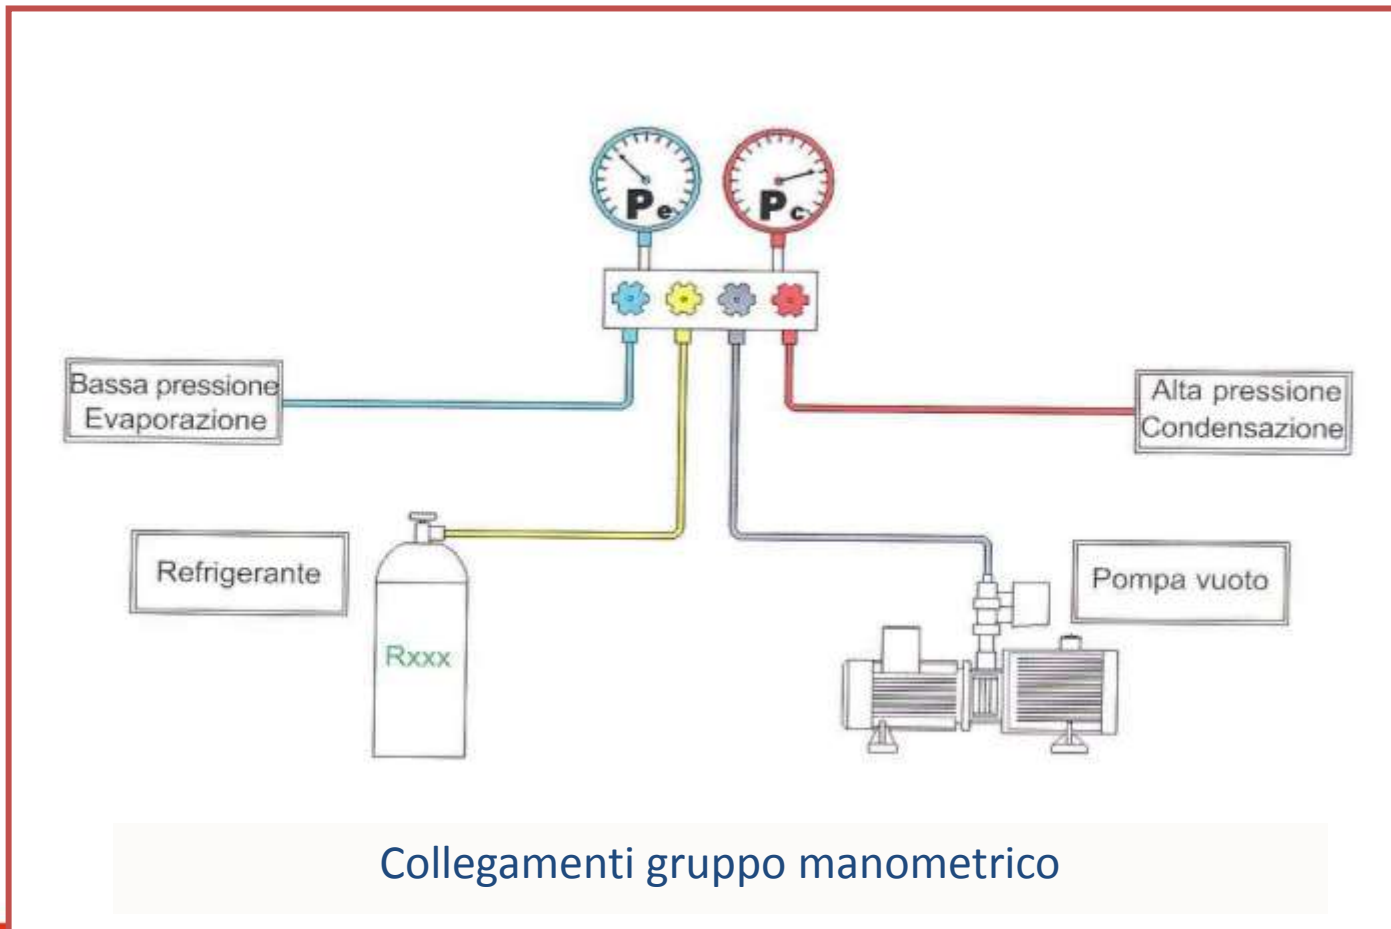 Pe
Pc
Bassa pressione
Evaporazione
Alta pressione
Condensazione
Refrigerante
Rxxx
Pompa vuoto
Collegamenti gruppo manometrico